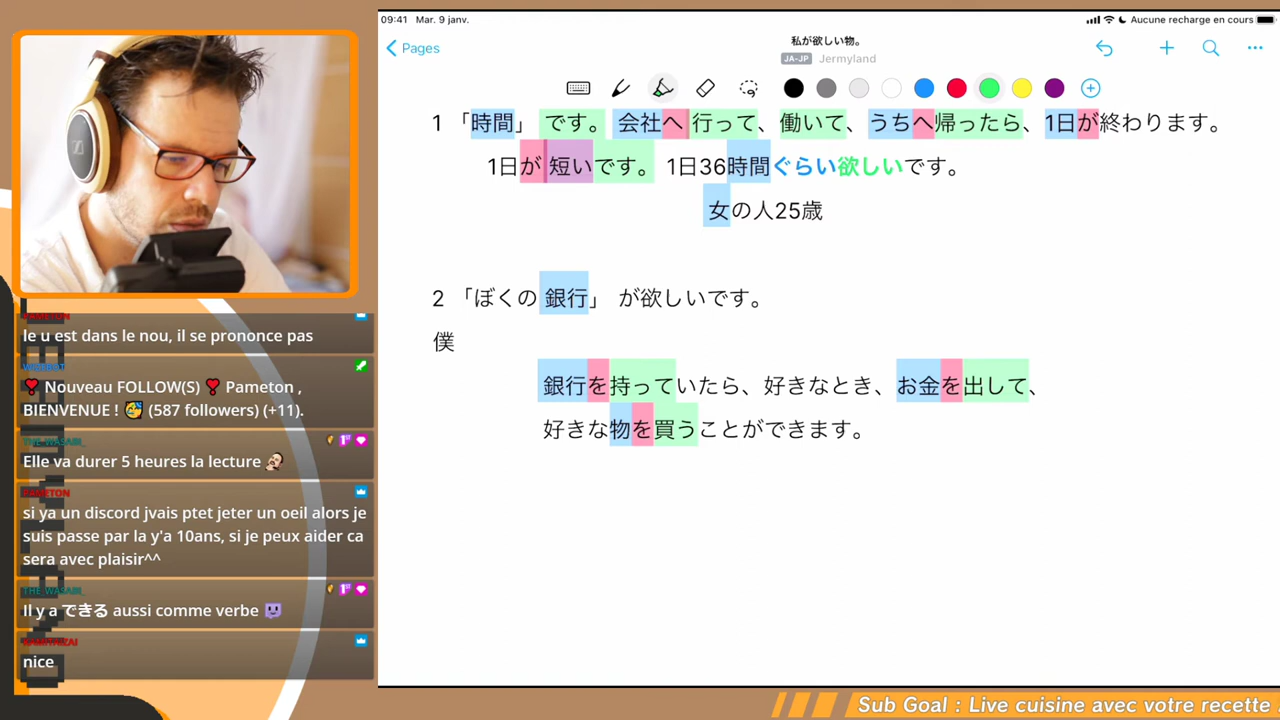 09:41 Mar. 9 janv.
Aucune recharge en cours
Pages
私が欲しい物。
JA-JP Jermyland
1 「時間」 です。 会社へ 行って、働いて、うちへ帰ったら、1日が終わります。
1日が 短いです。 1日36時間ぐらい欲しいです。
女の人25歳
2 「ぼくの 銀行」 が欲しいです。
僕
銀行を持っていたら、好きなとき、お金を出して、
好きな物を買うことができます。
PAMETON
le u est dans le nou, il se prononce pas
Nouveau FOLLOW(S) Pameton ,
BIENVENUE ! (587 followers) (+11).
THE_WASABI_
Elle va durer 5 heures la lecture
PAMETON
si ya un discord jvais ptet jeter un oeil alors je
suis passe par la y'a 10ans, si je peux aider ca
sera avec plaisir^^
THE_WASABI_
Il y a できる aussi comme verbe
nice
Sub Goal : Live cuisine avec votre recette